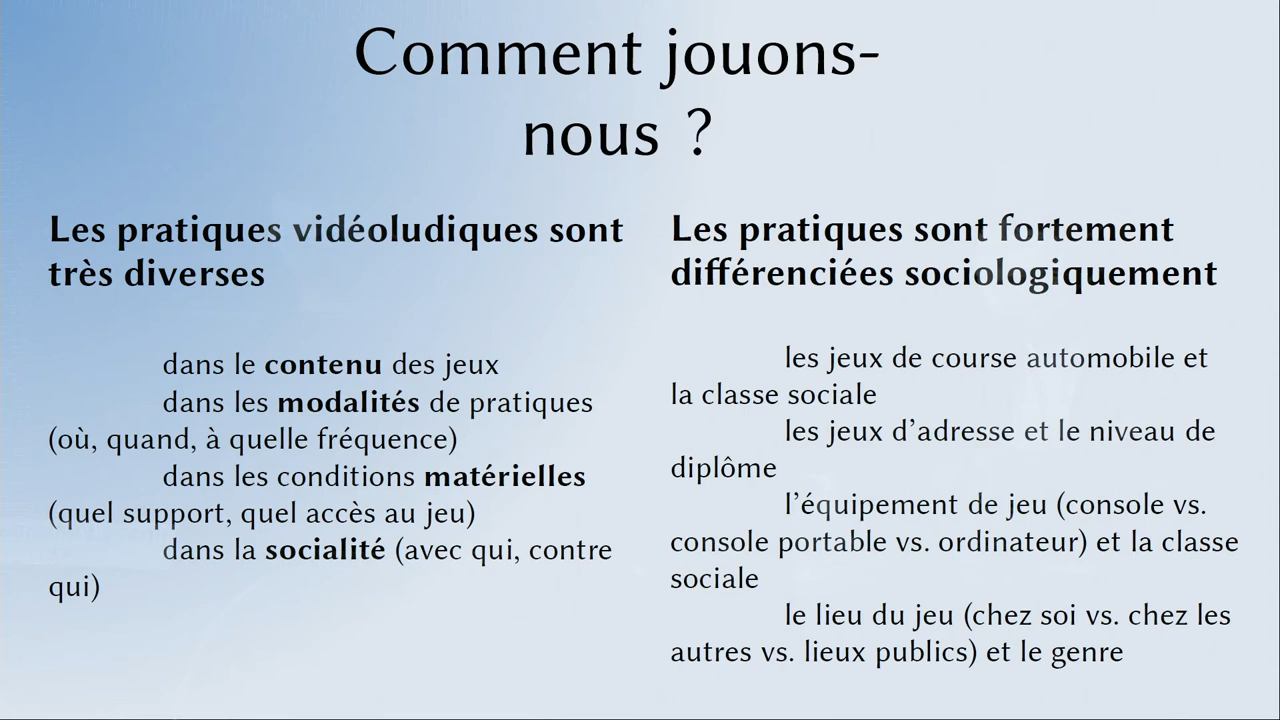 Comment jouons-
nous ?
Les pratiques vidéoludiques sont
très diverses
dans le contenu des jeux
dans les modalités de pratiques
(où, quand, à quelle fréquence)
dans les conditions matérielles
(quel support, quel accès au jeu)
dans la socialité (avec qui, contre
qui)
Les pratiques sont fortement
différenciées sociologiquement
les jeux de course automobile et
la classe sociale
les jeux d’adresse et le niveau de
diplôme
l’équipement de jeu (console vs.
console portable vs. ordinateur) et la classe
sociale
le lieu du jeu (chez soi vs. chez les
autres vs. lieux publics) et le genre